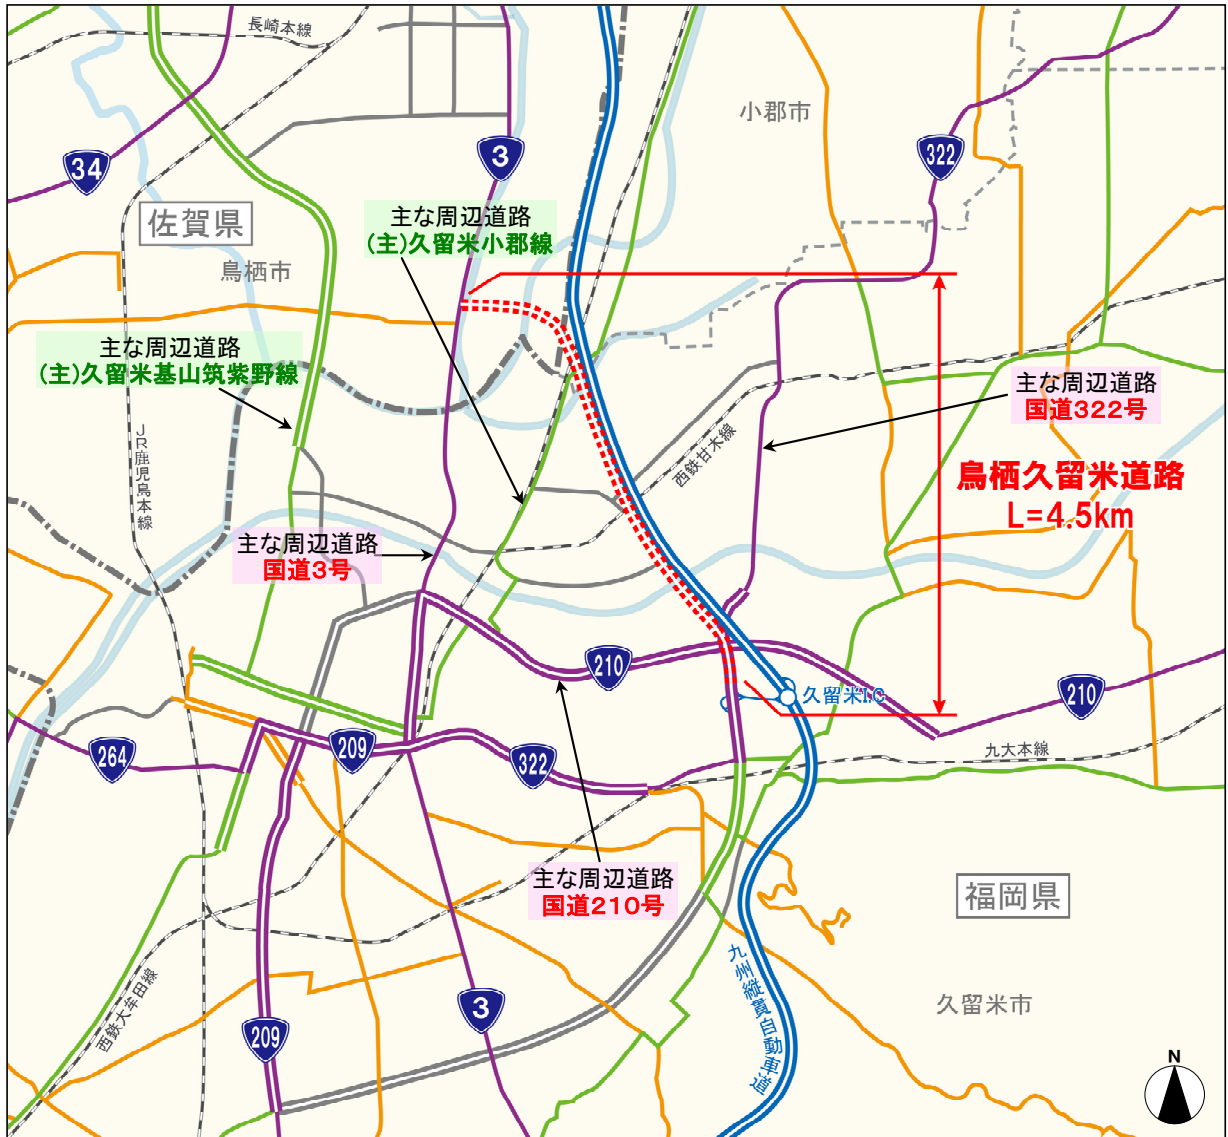 長崎本線
小郡市
3
322
34
主な周辺道路
(主)久留米小郡線
佐賀県
鳥栖市
主な周辺道路
(主)久留米基山筑紫野線
主な周辺道路
国道322号
JR鹿児島本線
西鉄甘木線
鳥栖久留米道路
L=4.5km
主な周辺道路
国道3号
210
久留米I.C
210
264
209
322
九大本線
主な周辺道路
国道210号
福岡県
九州縦貫自動車道
西鉄大牟田線
3
久留米市
209
N